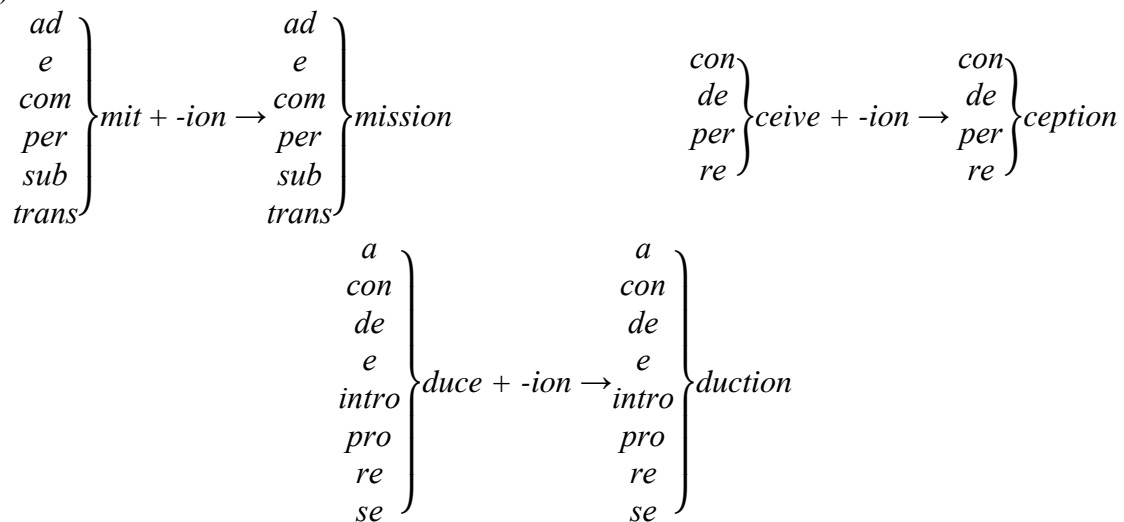 )
ad ad
e e
com com
per per
sub sub
trans trans
mit + -ion → mission
con con
de de
per per
re re
ceive + -ion → ception
a a
con con
de de
e e
intro intro
pro pro
re re
se se
duce + -ion → duction